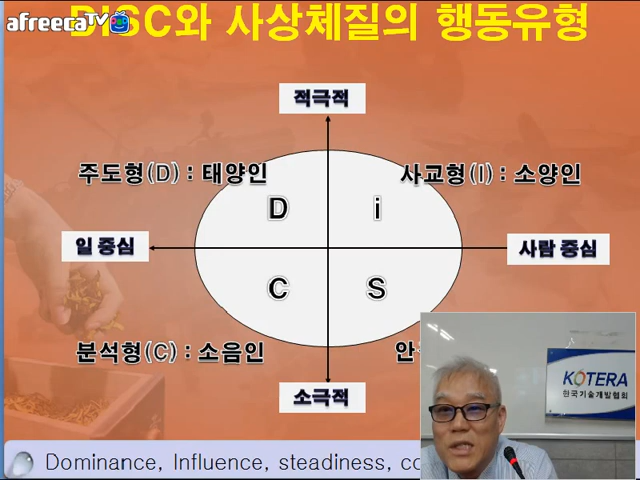 afreecaTV
DISC와 사상체질의 행동유형
적극적
주도형(D) : 태양인
사교형(I) : 소양인
D
i
일 중심
사람 중심
C
S
분석형(C) : 소음인
소극적
KOTERA
한국기술개발협회
Dominance, Influence, steadiness,